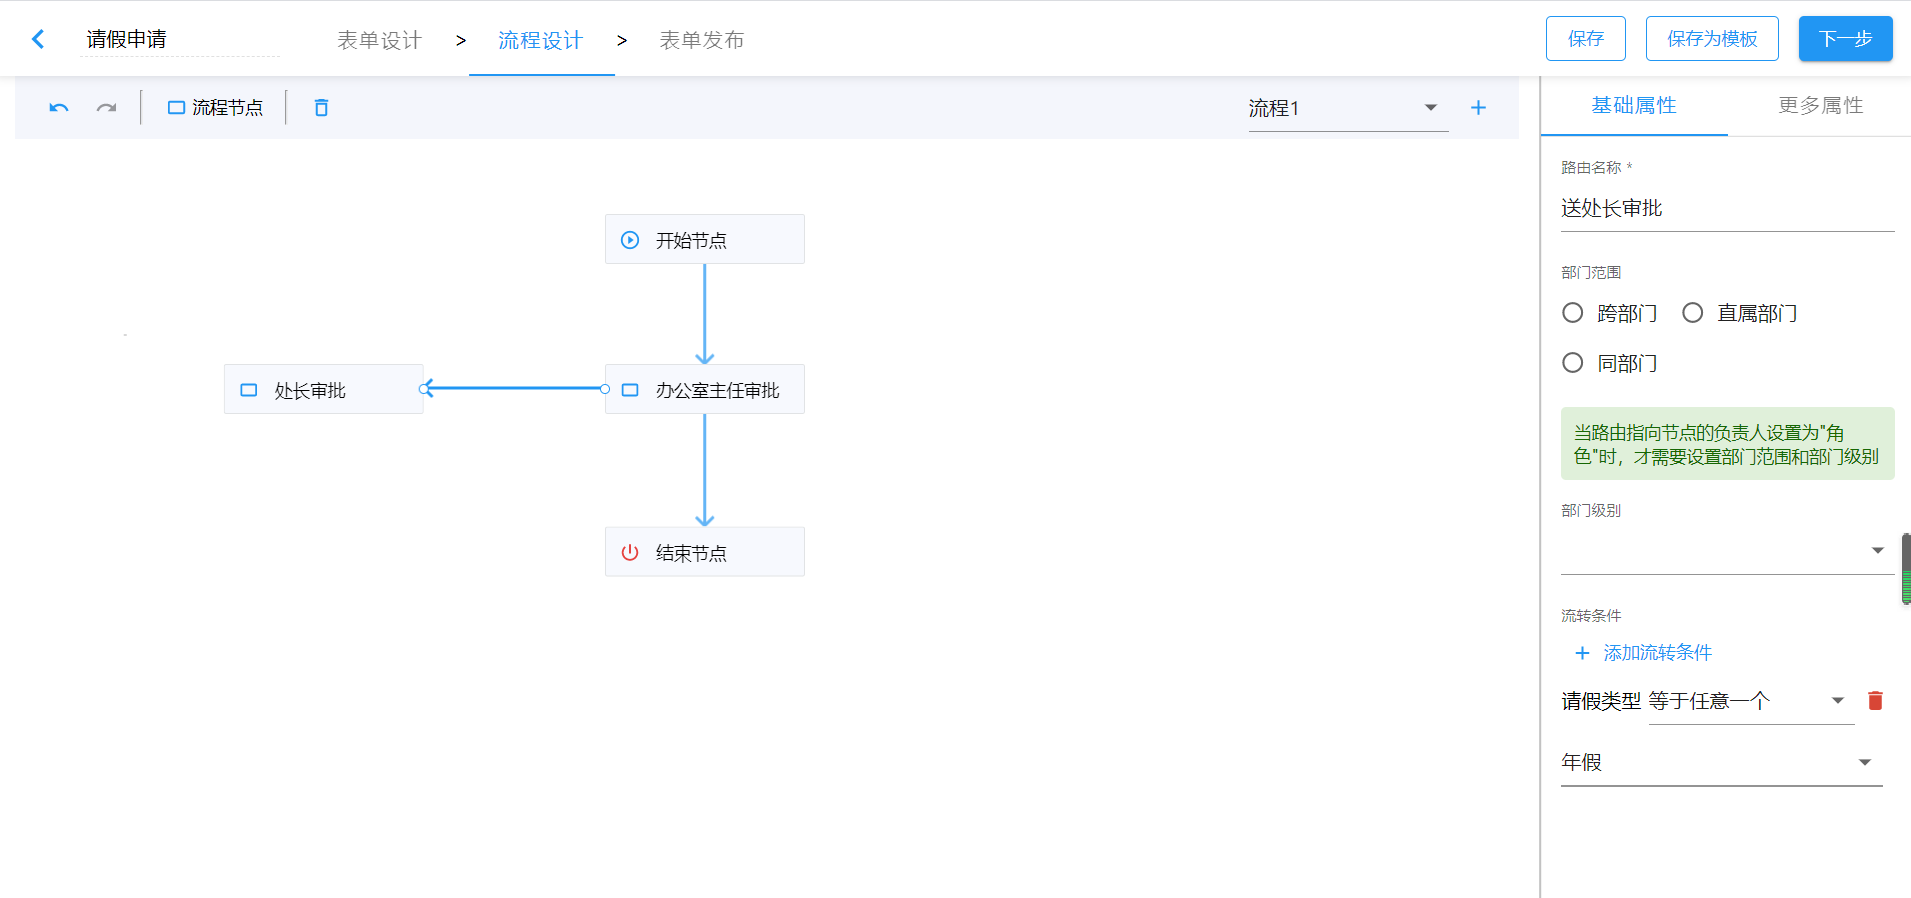 请假申请
表单设计 > 流程设计 > 表单发布
保存 保存为模板 下一步
流程节点
流程1
开始节点
处长审批
办公室主任审批
结束节点
基础属性 更多属性
路由名称 *
送处长审批
部门范围
跨部门 直属部门
同部门
当路由指向节点的负责人设置为"角
色"时，才需要设置部门范围和部门级别
部门级别
流转条件
+ 添加流转条件
请假类型 等于任意一个
年假